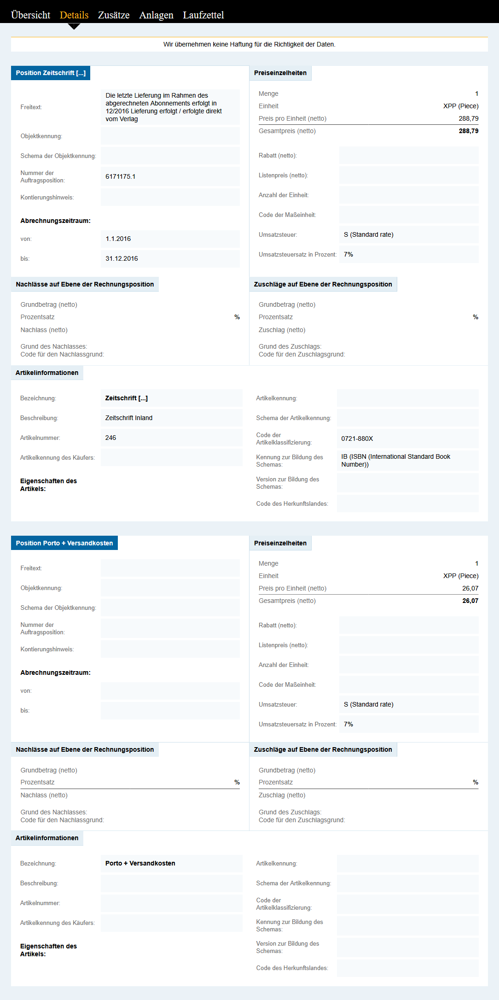 Übersicht Details Zusätze Anlagen Laufzettel
Wir übernehmen keine Haftung für die Richtigkeit der Daten.
Position Zeitschrift [...]
Freitext:
Die letzte Lieferung im Rahmen des
abgerechneten Abonnements erfolgt in
12/2016 Lieferung erfolgt / erfolgte direkt
vom Verlag
Objektkennung:
Schema der Objektkennung:
Nummer der
Auftragsposition:
6171175.1
Kontierungshinweis:
Abrechnungszeitraum:
von: 1.1.2016
bis: 31.12.2016
Preiseinzelheiten
Menge 1
Einheit XPP (Piece)
Preis pro Einheit (netto) 288,79
Gesamtpreis (netto) 288,79
Rabatt (netto):
Listenpreis (netto):
Anzahl der Einheit:
Code der Maßeinheit:
Umsatzsteuer: S (Standard rate)
Umsatzsteuersatz in Prozent: 7%
Nachlässe auf Ebene der Rechnungsposition
Grundbetrag (netto)
Prozentsatz %
Nachlass (netto)
Grund des Nachlasses:
Code für den Nachlassgrund:
Zuschläge auf Ebene der Rechnungsposition
Grundbetrag (netto)
Prozentsatz %
Zuschlag (netto)
Grund des Zuschlags:
Code für den Zuschlagsgrund:
Artikelinformationen
Bezeichnung: Zeitschrift [...]
Beschreibung: Zeitschrift Inland
Artikelnummer: 246
Artikelkennung des Käufers:
Eigenschaften des
Artikels:
Artikelkennung:
Schema der Artikelkennung:
Code der
Artikelklassifizierung:
0721-880X
Kennung zur Bildung des
Schemas:
IB (ISBN (International Standard Book
Number))
Version zur Bildung des
Schemas:
Code des Herkunftslandes:
Position Porto + Versandkosten
Freitext:
Objektkennung:
Schema der Objektkennung:
Nummer der
Auftragsposition:
Kontierungshinweis:
Abrechnungszeitraum:
von:
bis:
Preiseinzelheiten
Menge 1
Einheit XPP (Piece)
Preis pro Einheit (netto) 26,07
Gesamtpreis (netto) 26,07
Rabatt (netto):
Listenpreis (netto):
Anzahl der Einheit:
Code der Maßeinheit:
Umsatzsteuer: S (Standard rate)
Umsatzsteuersatz in Prozent: 7%
Nachlässe auf Ebene der Rechnungsposition
Grundbetrag (netto)
Prozentsatz %
Nachlass (netto)
Grund des Nachlasses:
Code für den Nachlassgrund:
Zuschläge auf Ebene der Rechnungsposition
Grundbetrag (netto)
Prozentsatz %
Zuschlag (netto)
Grund des Zuschlags:
Code für den Zuschlagsgrund:
Artikelinformationen
Bezeichnung: Porto + Versandkosten
Beschreibung:
Artikelnummer:
Artikelkennung des Käufers:
Eigenschaften des
Artikels:
Artikelkennung:
Schema der Artikelkennung:
Code der
Artikelklassifizierung:
Kennung zur Bildung des
Schemas:
Version zur Bildung des
Schemas:
Code des Herkunftslandes: